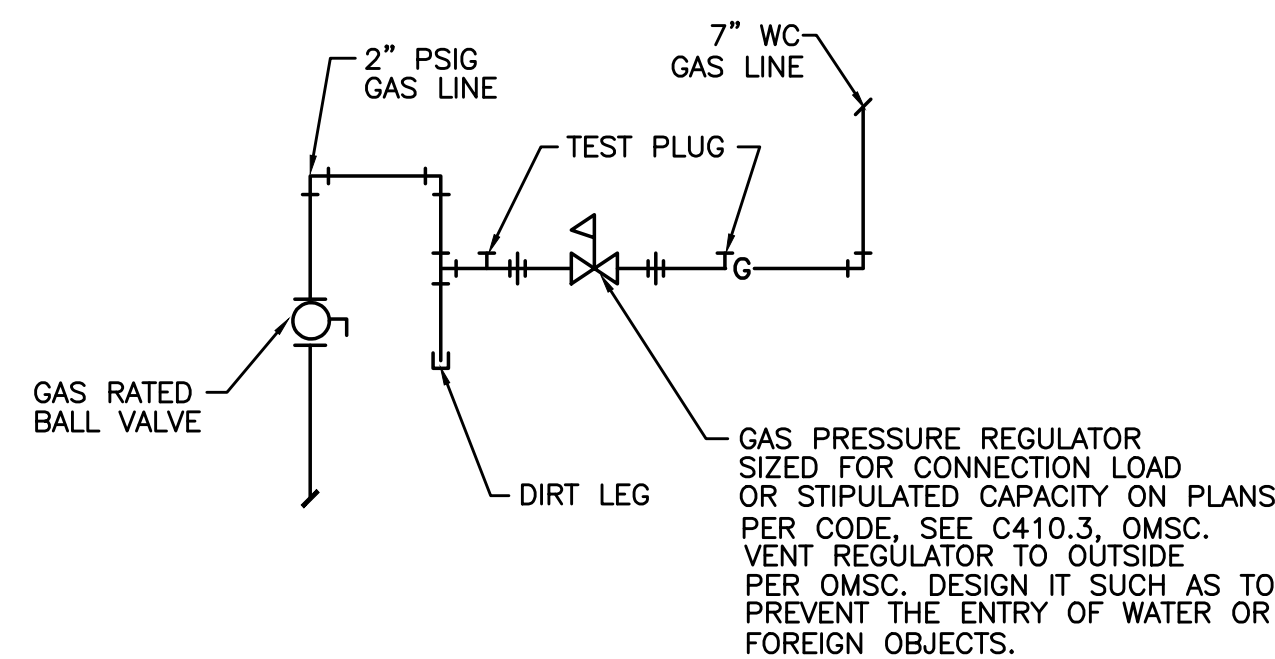 2” PSIG
GAS LINE
7” WC
GAS LINE
TEST PLUG
G
GAS RATED
BALL VALVE
DIRT LEG
GAS PRESSURE REGULATOR
SIZED FOR CONNECTION LOAD
OR STIPULATED CAPACITY ON PLANS
PER CODE, SEE C410.3, OMSC.
VENT REGULATOR TO OUTSIDE
PER OMSC. DESIGN IT SUCH AS TO
PREVENT THE ENTRY OF WATER OR
FOREIGN OBJECTS.